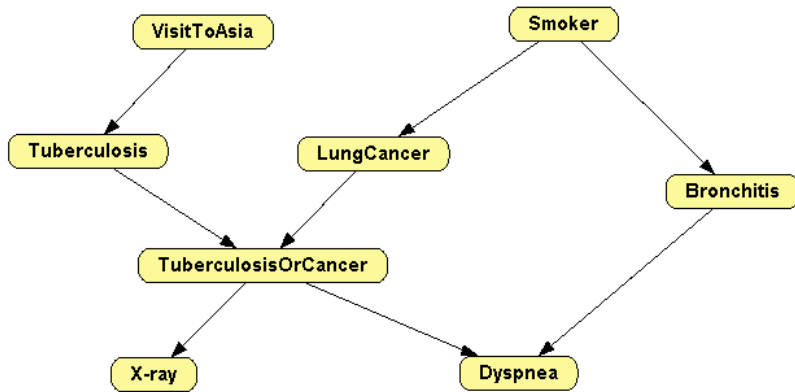 VisitToAsia
Smoker
Tuberculosis
LungCancer
Bronchitis
TuberculosisOrCancer
X-ray
Dyspnea